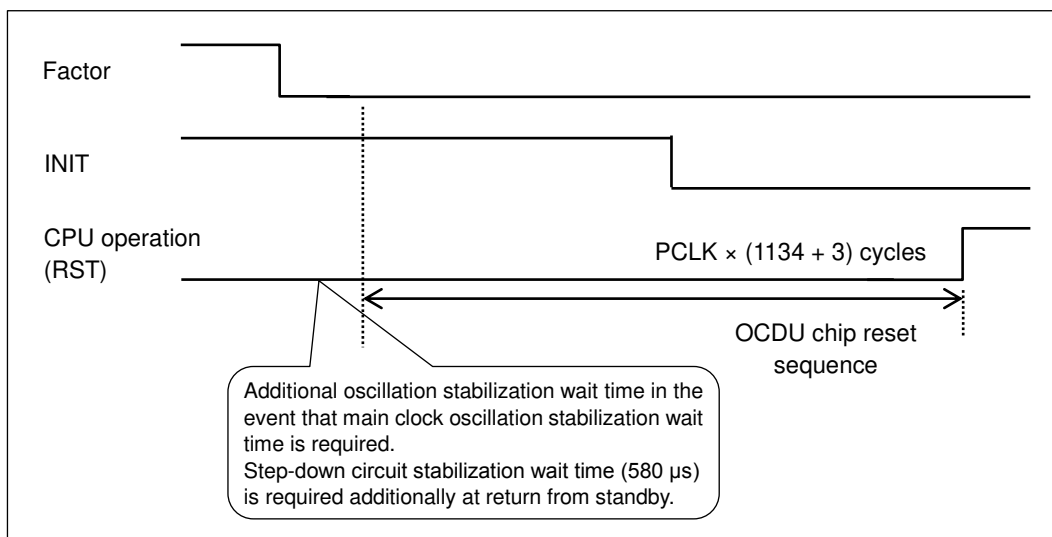 Factor
INIT
CPU operation
(RST)
PCLK × (1134 + 3) cycles
OCDU chip reset
sequence
Additional oscillation stabilization wait time in the
event that main clock oscillation stabilization wait
time is required.
Step-down circuit stabilization wait time (580 µs)
is required additionally at return from standby.